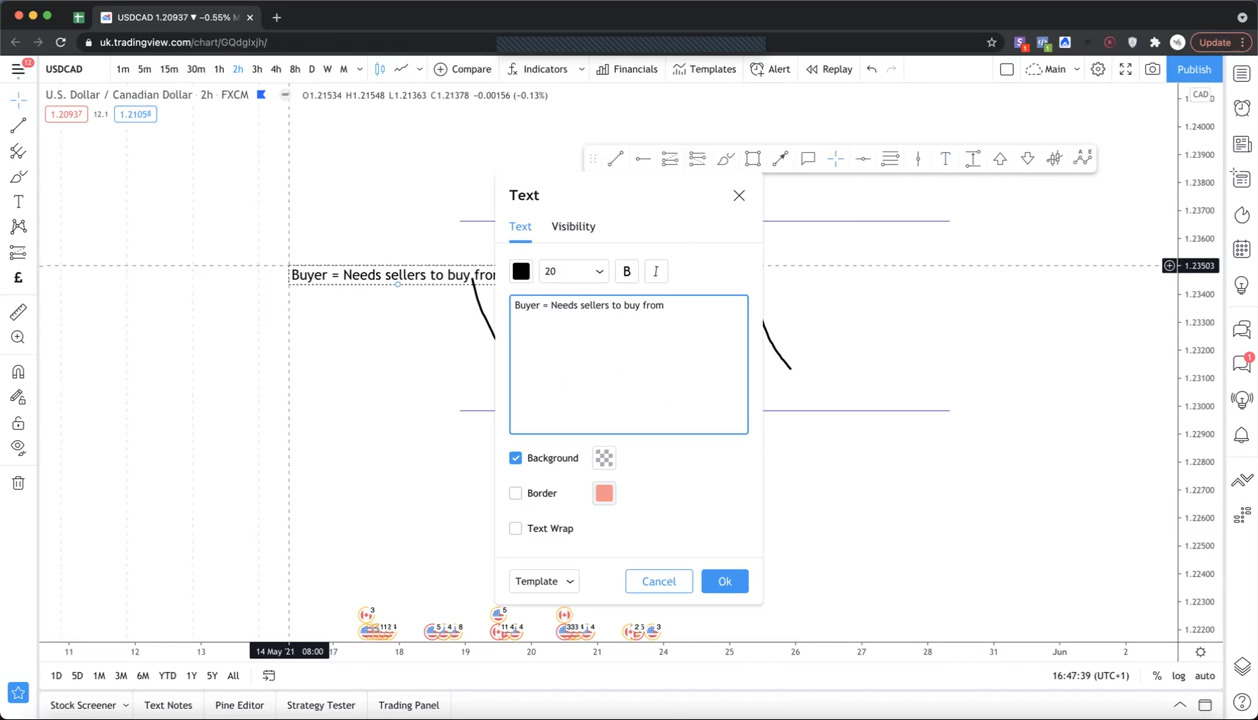 USDCAD 1.20937 ▼ −0.55% M
uk.tradingview.com/chart/GQdgIxjh/
Update
12
USDCAD
1m 5m 15m 30m 1h 2h 3h 4h 8h D W M
Compare
Indicators
Financials
Templates
Alert
Replay
Main
Publish
U.S. Dollar / Canadian Dollar · 2h · FXCM
O1.21534 H1.21548 L1.21363 C1.21378 −0.00156 (−0.13%)
CAD
1.20937 12.1 1.21058
1.24000
1.23900
1.23800
1.23700
1.23600
1.23503
1.23400
1.23300
1.23200
1.23100
1.23000
1.22900
1.22800
1.22700
1.22600
1.22500
1.22400
1.22300
1.22200
Buyer = Needs sellers to buy from
Text
Text Visibility
20 B I
Buyer = Needs sellers to buy from
Background
Border
Text Wrap
Template Cancel Ok
11 12 13 14 May '21 08:00 17 18 19 20 21 24 25 26 27 28 31 Jun 2
1D 5D 1M 3M 6M YTD 1Y 5Y All
16:47:39 (UTC+1) % log auto
Stock Screener Text Notes Pine Editor Strategy Tester Trading Panel